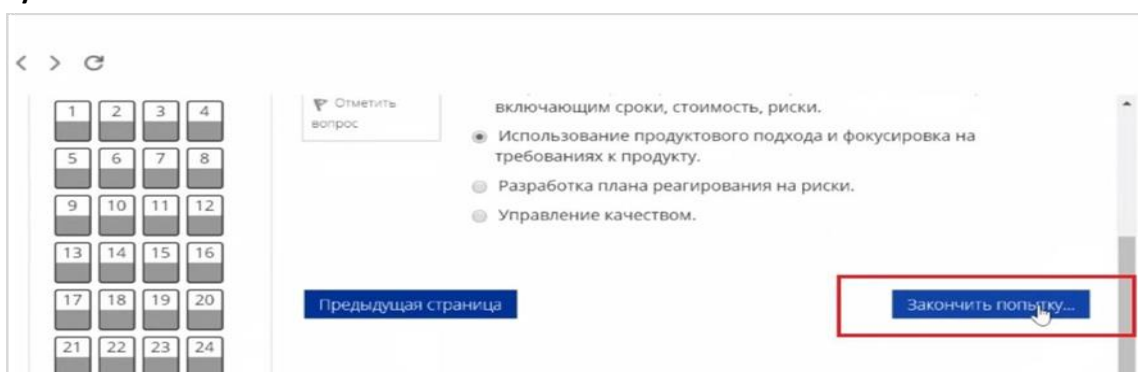 1 2 3 4
5 6 7 8
9 10 11 12
13 14 15 16
17 18 19 20
21 22 23 24
Отметить
вопрос
включающим сроки, стоимость, риски.
Использование продуктового подхода и фокусировка на
требованиях к продукту.
Разработка плана реагирования на риски.
Управление качеством.
Предыдущая страница
Закончить попытку...